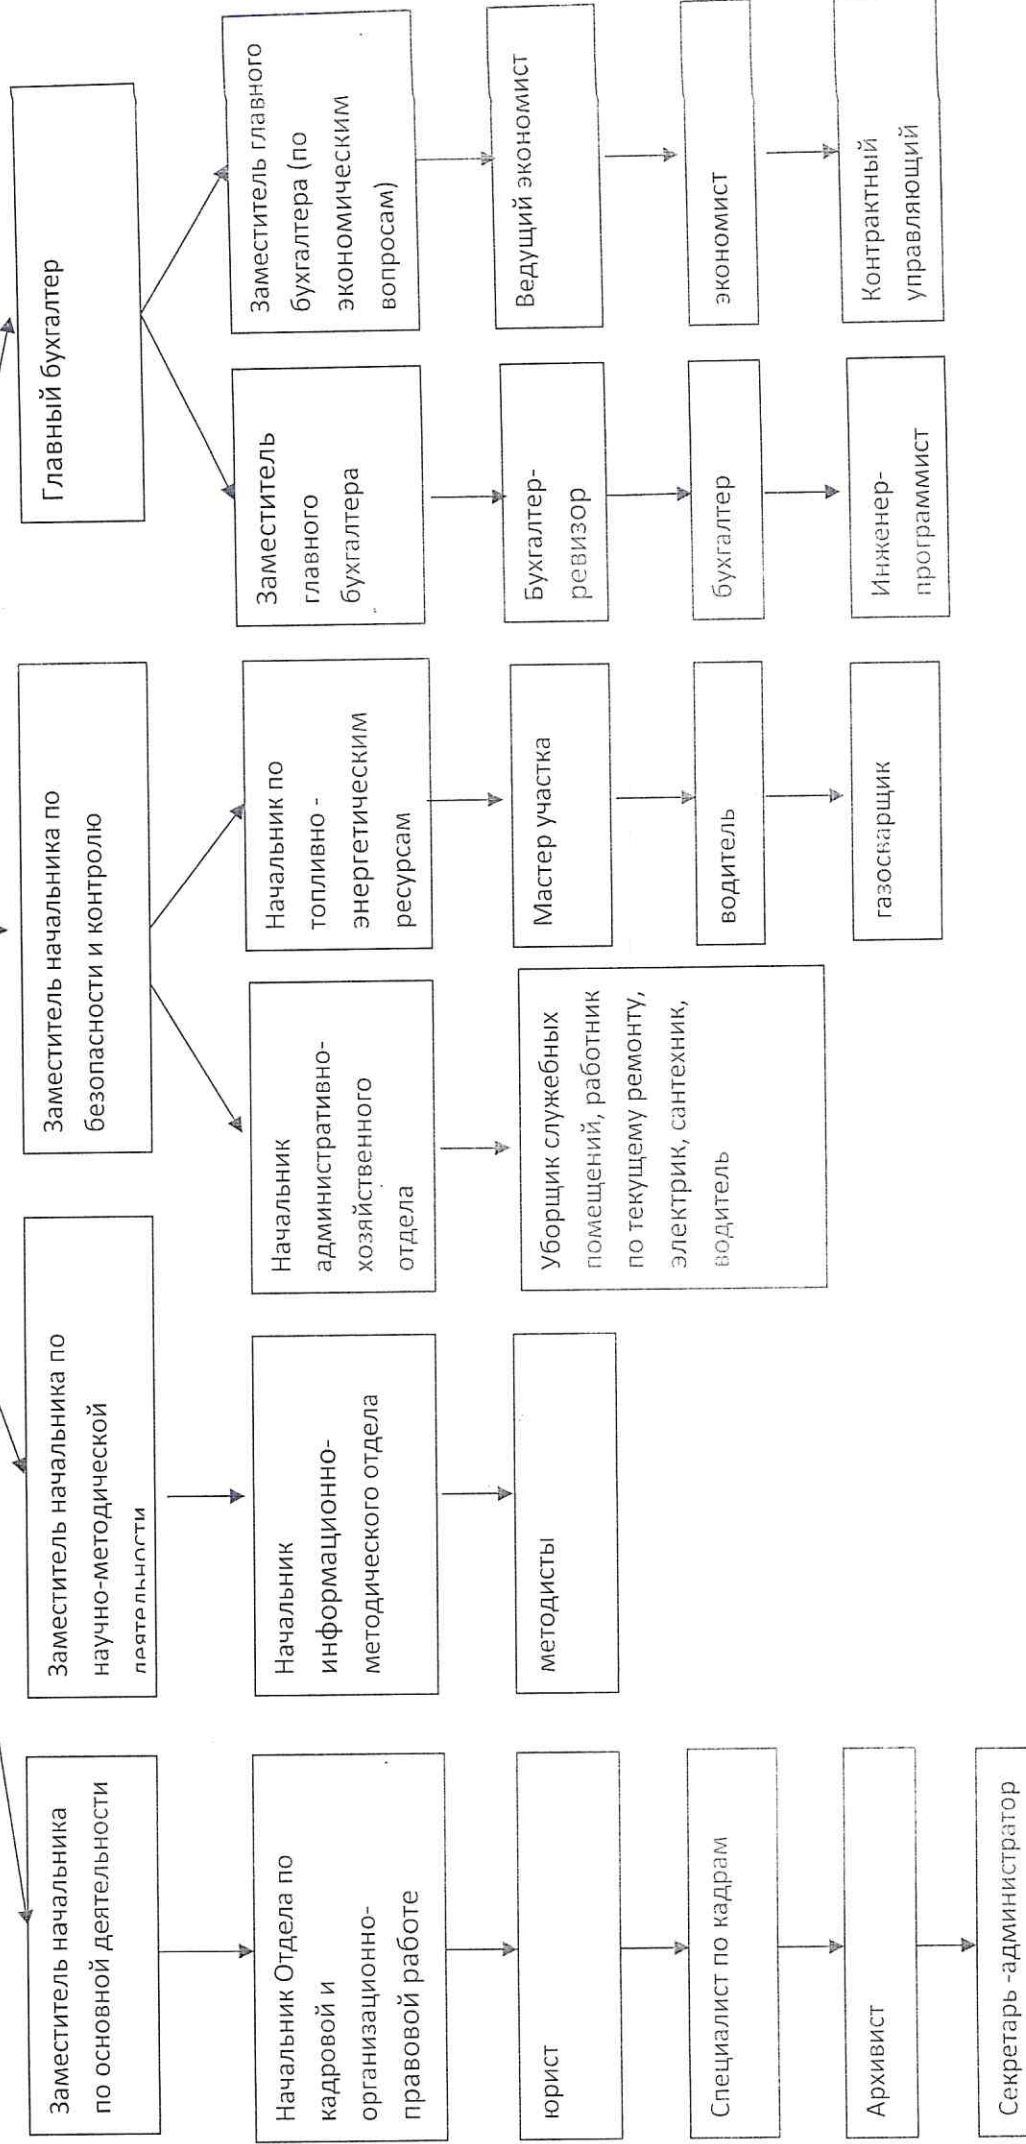 Заместитель начальника
по основной деятельности
Начальник Отдела по
кадровой и
организационно-
правовой работе
юрист
Специалист по кадрам
Архивист
Секретарь -администратор
Заместитель начальника по
научно-методической
деятельности
Начальник
информационно-
методического отдела
методисты
Заместитель начальника по
безопасности и контролю
Начальник
административно-
хозяйственного
отдела
Уборщик служебных
помещений, работник
по текущему ремонту,
электрик, сантехник,
водитель
Начальник по
топливно -
энергетическим
ресурсам
Мастер участка
водитель
газосварщик
Главный бухгалтер
Заместитель
главного
бухгалтера
Бухгалтер-
ревизор
бухгалтер
Инженер-
программист
Заместитель главного
бухгалтера (по
экономическим
вопросам)
Ведущий экономист
экономист
Контрактный
управляющий